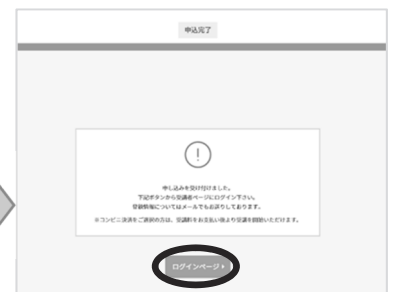 申込完了
申し込みを受け付けました。
下記ボタンから受講者ページにログイン下さい。
登録情報についてはメールでもお送りしております。
※コンビニ決済をご選択の方は、受講料をお支払い後より受講を開始いただけます。
ログインページ